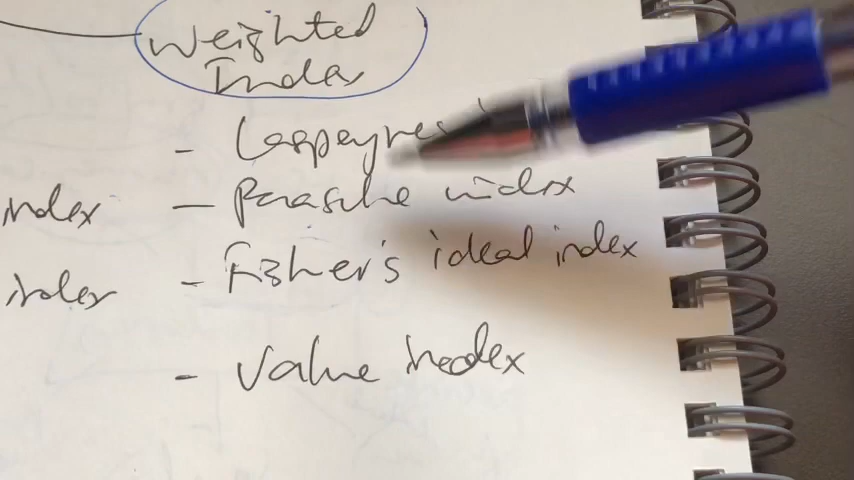 Weighted
Index
- Laspeyres
index - Paasche index
index - Fisher's ideal index
- Value index